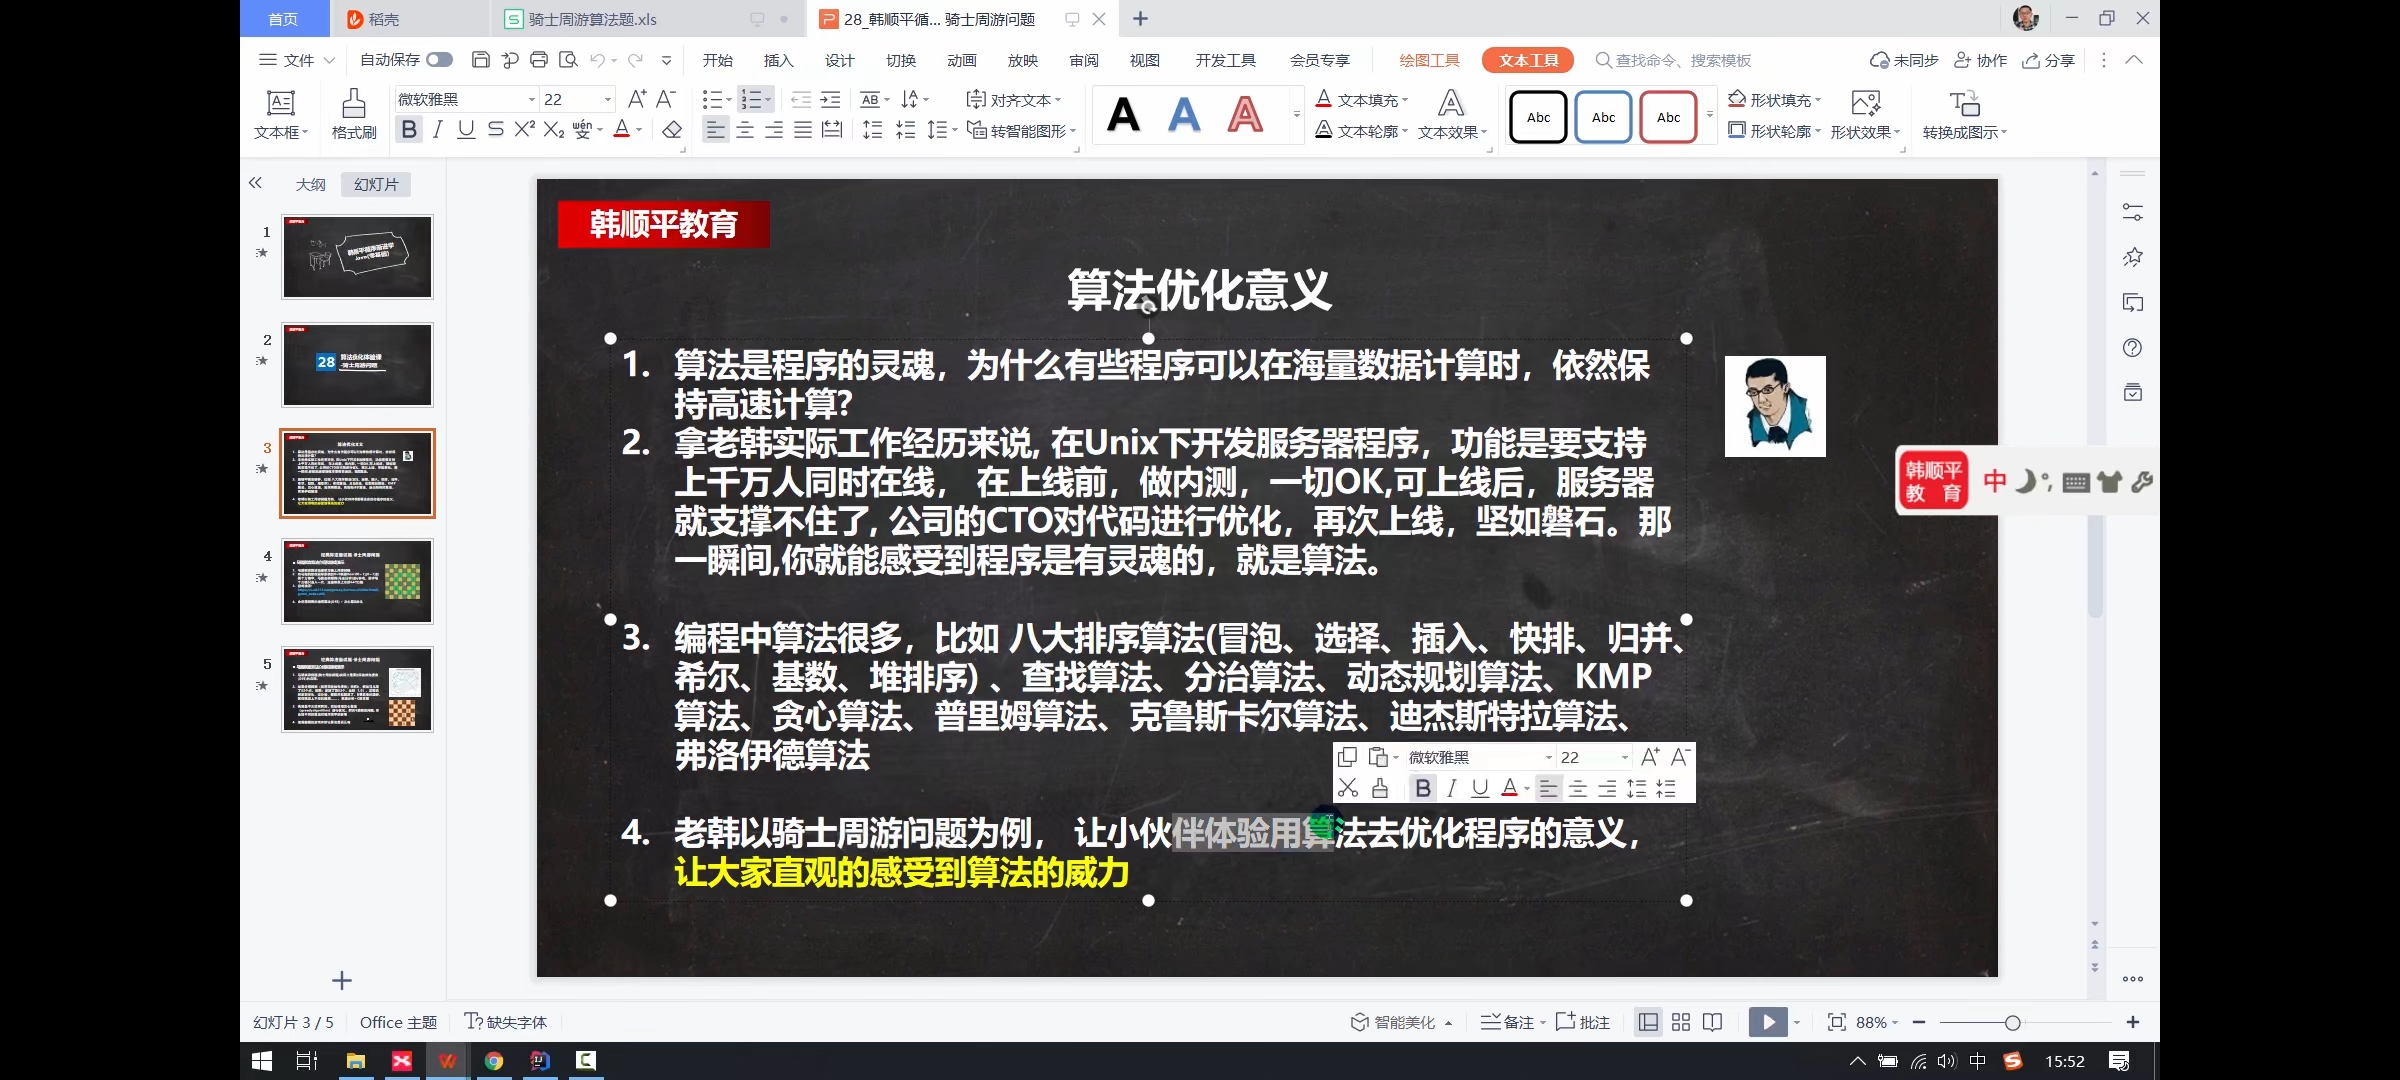 首页
稻壳
骑士周游算法题.xls
28_韩顺平循... 骑士周游问题
文件
自动保存
开始
插入
设计
切换
动画
放映
审阅
视图
开发工具
会员专享
绘图工具
文本工具
查找命令、搜索模板
未同步
协作
分享
文本框
格式刷
微软雅黑
22
对齐文本
转智能图形
文本填充
文本轮廓
文本效果
Abc
Abc
Abc
形状填充
形状轮廓
形状效果
转换成图示
大纲
幻灯片
1
2
28
3
4
5
韩顺平教育
算法优化意义
1. 算法是程序的灵魂，为什么有些程序可以在海量数据计算时，依然保
持高速计算?
2. 拿老韩实际工作经历来说, 在Unix下开发服务器程序，功能是要支持
上千万人同时在线， 在上线前，做内测，一切OK,可上线后，服务器
就支撑不住了, 公司的CTO对代码进行优化，再次上线，坚如磐石。那
一瞬间,你就能感受到程序是有灵魂的，就是算法。
3. 编程中算法很多，比如 八大排序算法(冒泡、选择、插入、快排、归并、
希尔、基数、堆排序) 、查找算法、分治算法、动态规划算法、KMP
算法、贪心算法、普里姆算法、克鲁斯卡尔算法、迪杰斯特拉算法、
弗洛伊德算法
微软雅黑
22
4. 老韩以骑士周游问题为例， 让小伙伴体验用算法去优化程序的意义，
让大家直观的感受到算法的威力
韩顺平
教 育
中
幻灯片 3 / 5
Office 主题
缺失字体
智能美化
备注
批注
88%
中
15:52